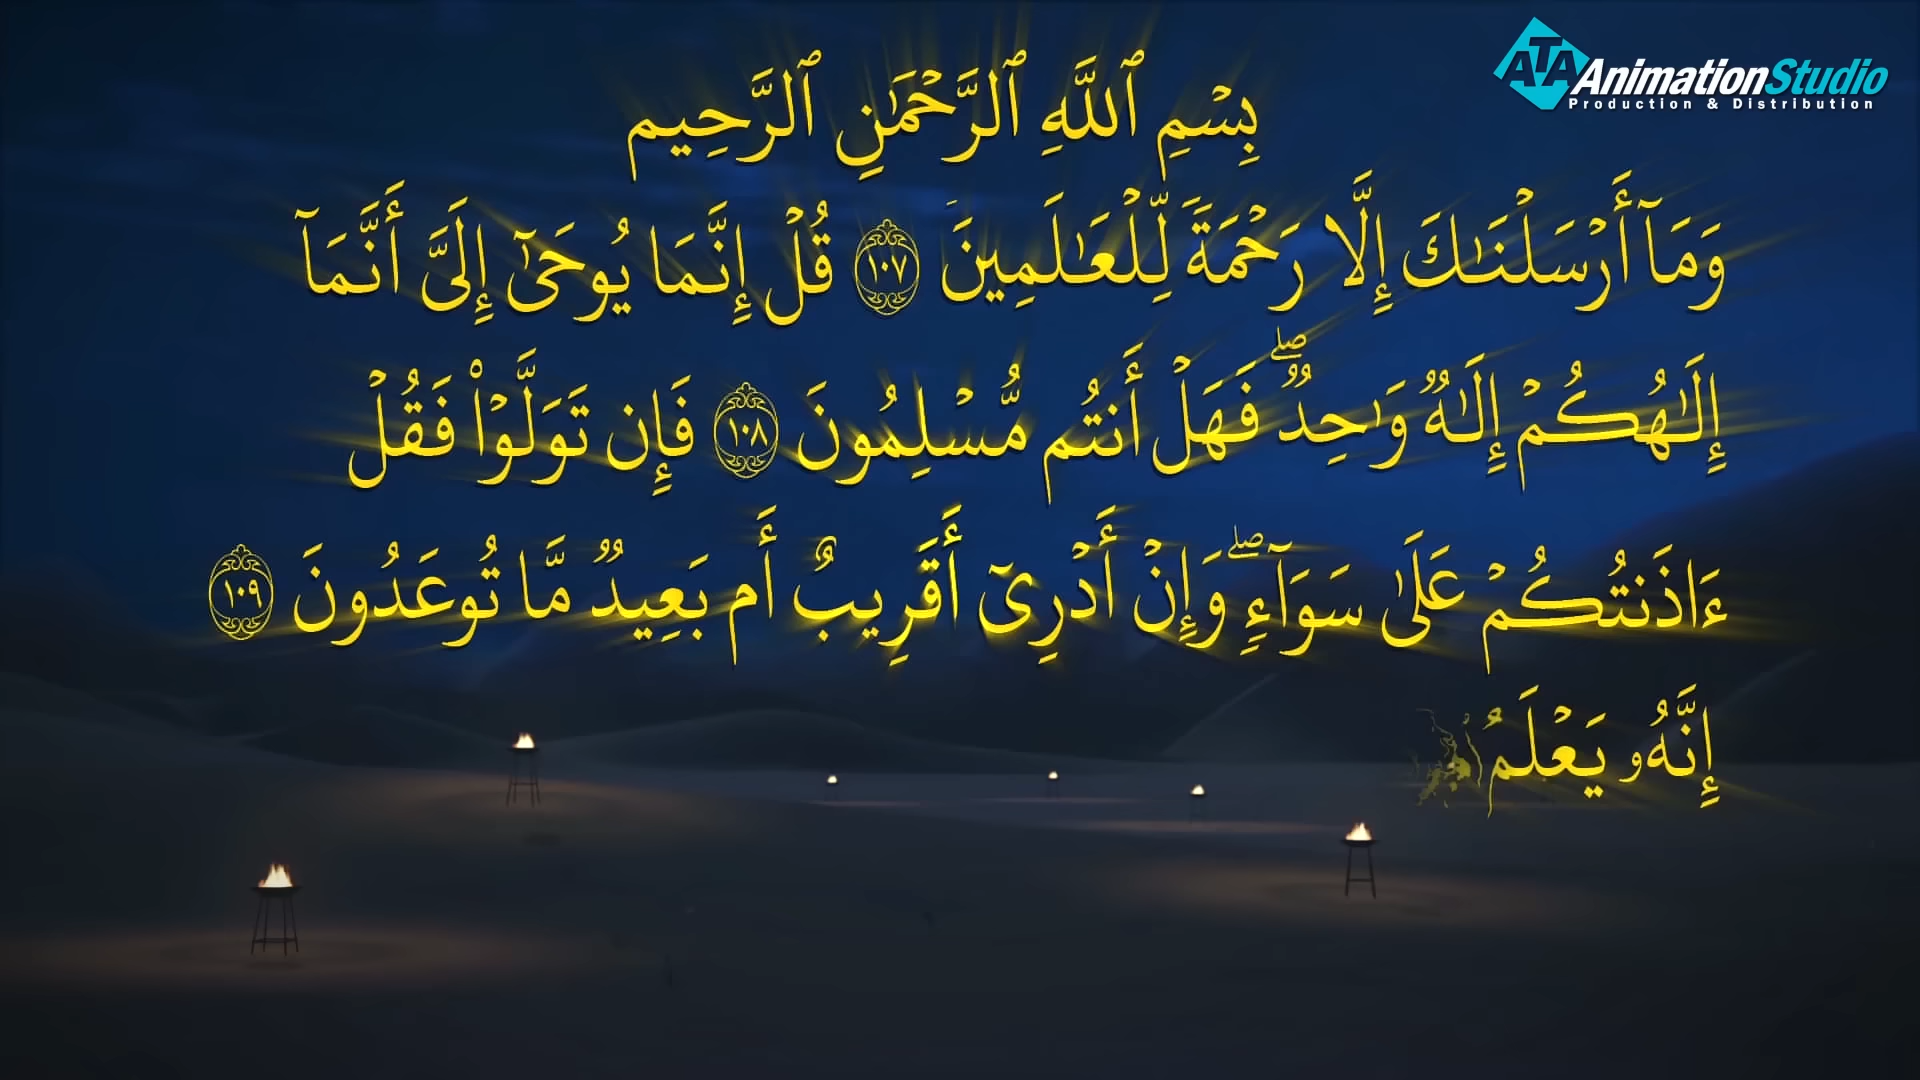 ATA AnimationStudio
Production & Distribution
بِسْمِ ٱللَّهِ ٱلرَّحْمَٰنِ ٱلرَّحِيمِ
وَمَآ أَرْسَلْنَٰكَ إِلَّا رَحْمَةً لِّلْعَٰلَمِينَ ١٠٧ قُلْ إِنَّمَا يُوحَىٰٓ إِلَىَّ أَنَّمَآ
إِلَٰهُكُمْ إِلَٰهٌ وَٰحِدٌ ۖ فَهَلْ أَنتُم مُّسْلِمُونَ ١٠٨ فَإِن تَوَلَّوْا۟ فَقُلْ
ءَاذَنتُكُمْ عَلَىٰ سَوَآءٍ ۖ وَإِنْ أَدْرِىٓ أَقَرِيبٌ أَم بَعِيدٌ مَّا تُوعَدُونَ ١٠٩
إِنَّهُۥ يَعْلَمُ